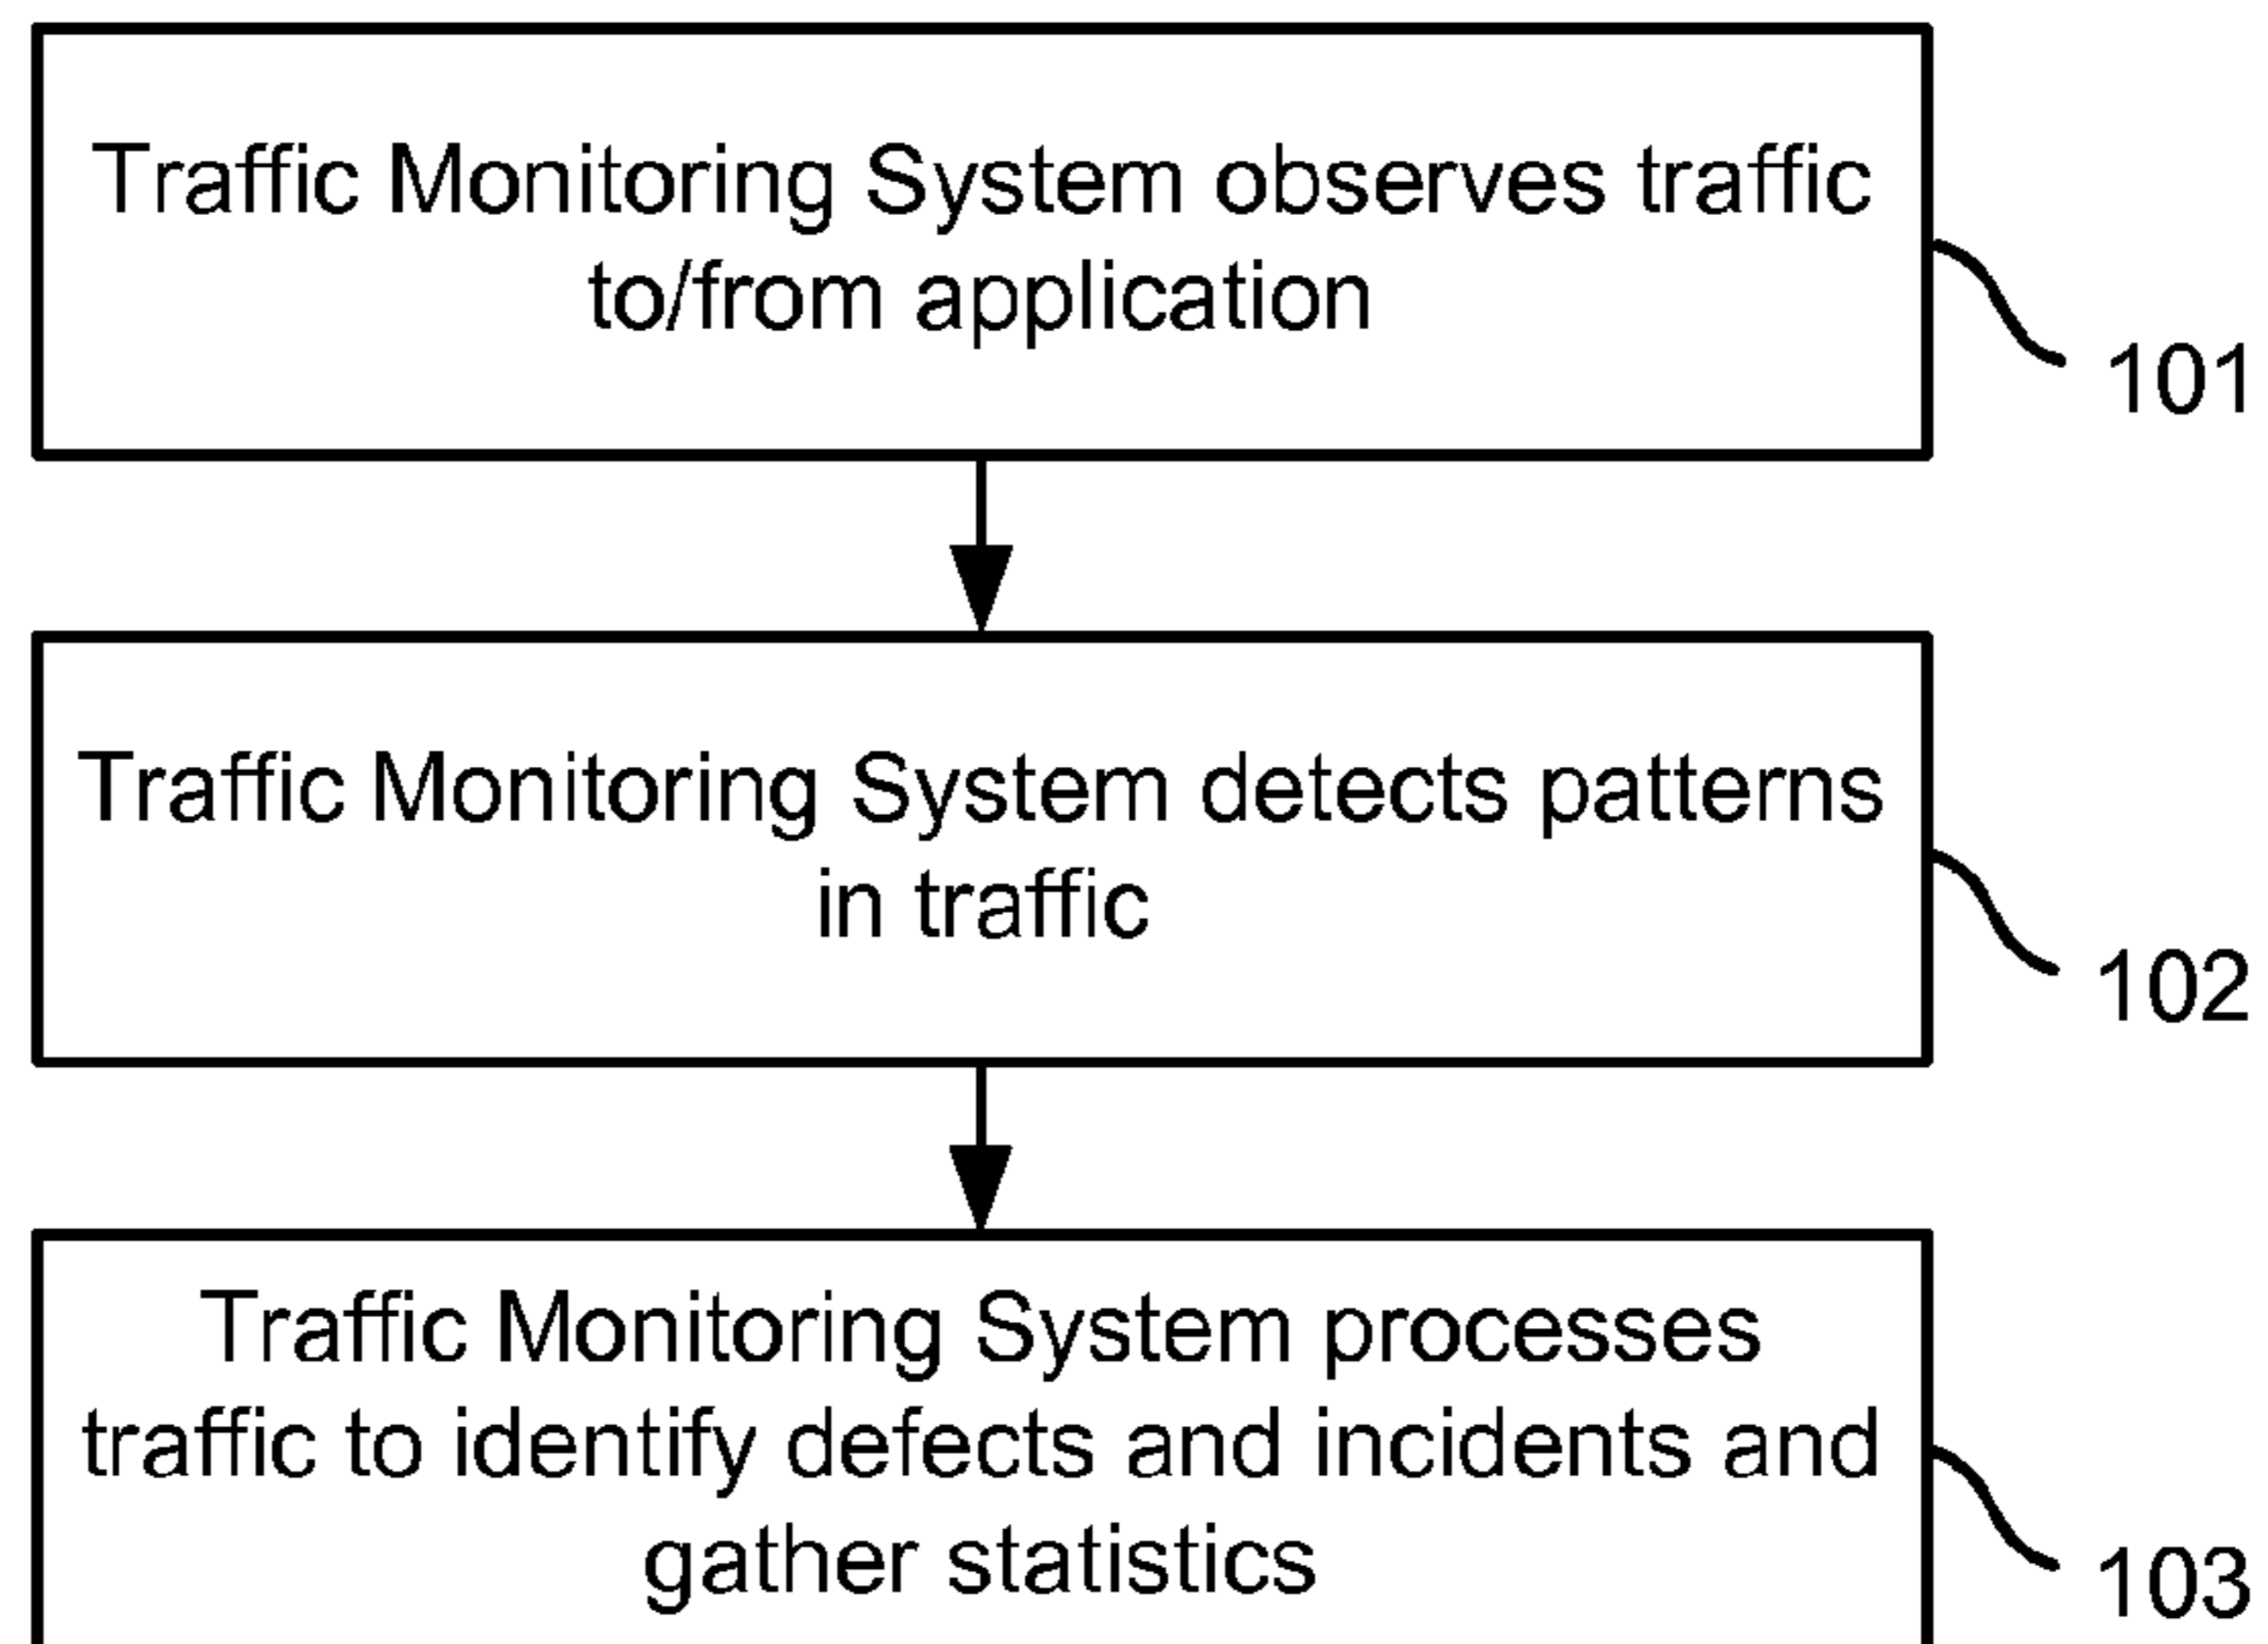 Traffic Monitoring System observes traffic
to/from application
101
Traffic Monitoring System detects patterns
in traffic
102
Traffic Monitoring System processes
traffic to identify defects and incidents and
gather statistics
103